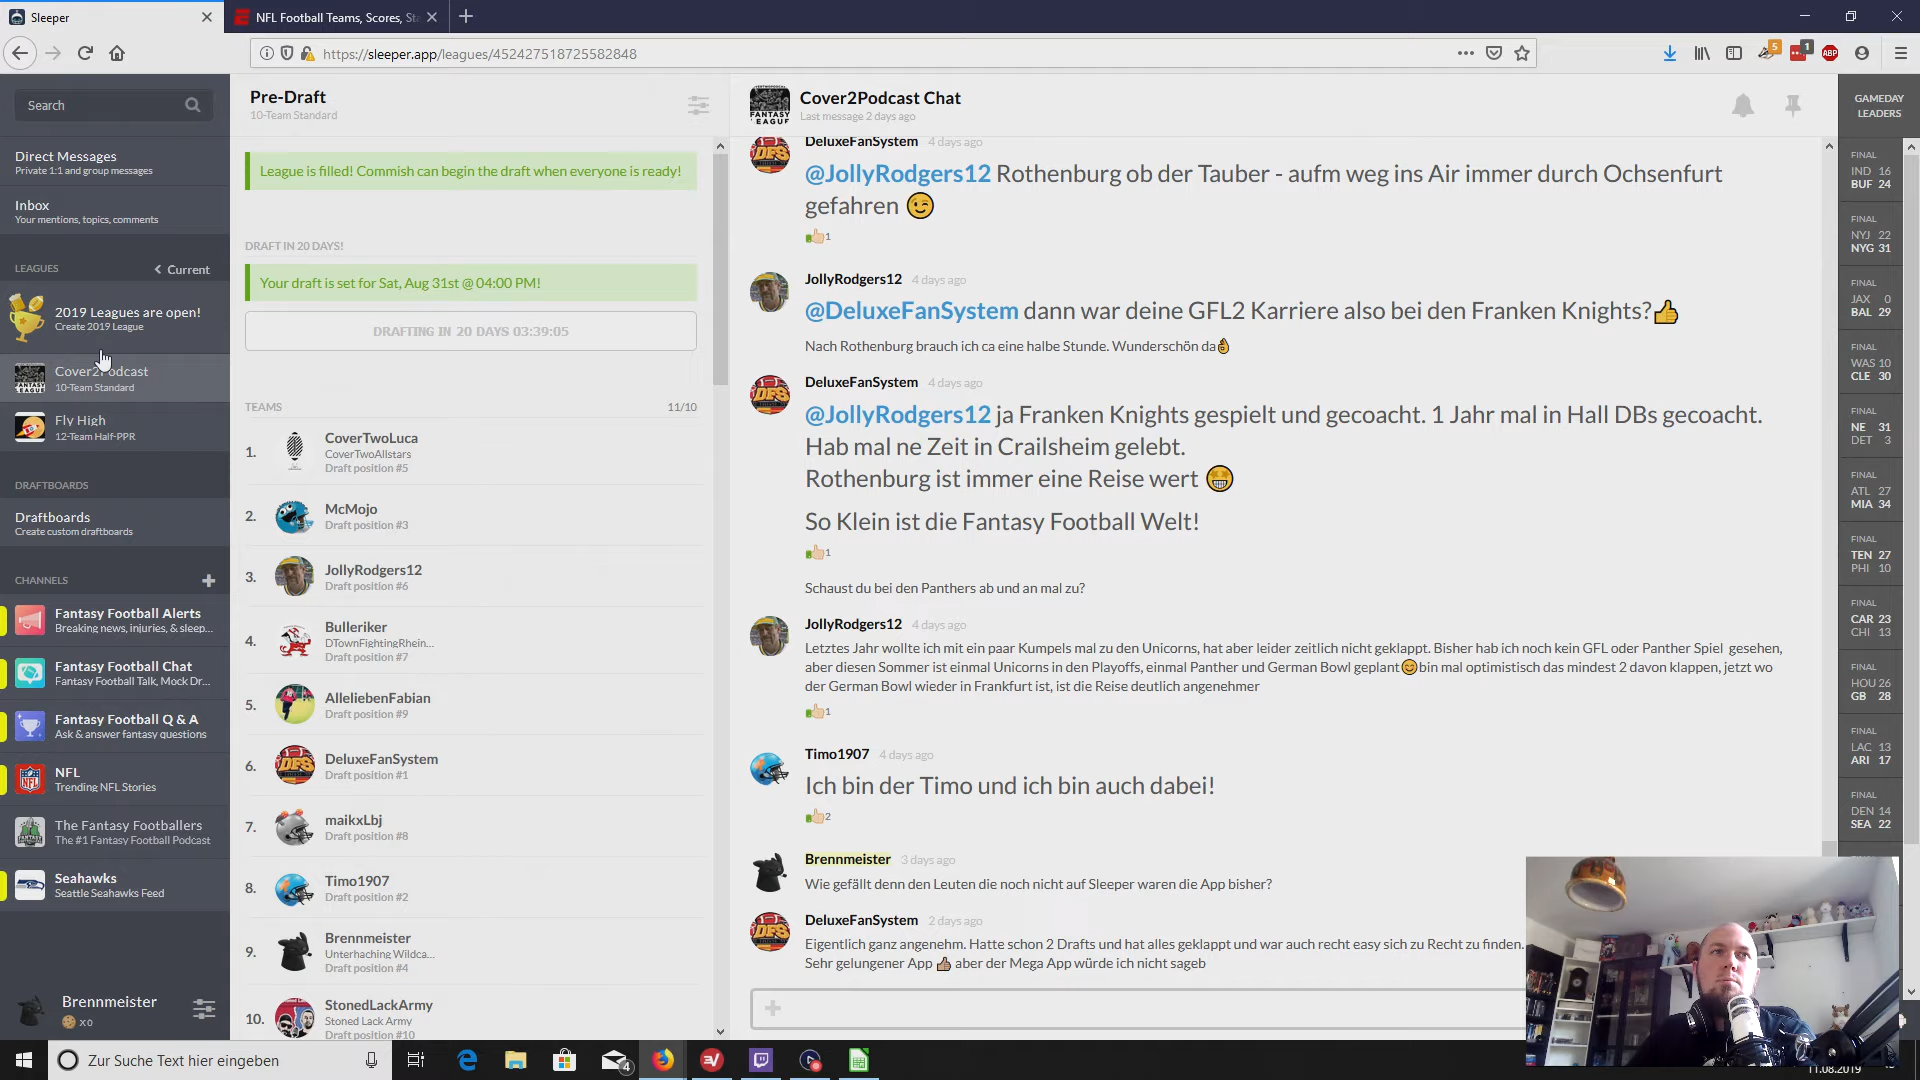 Sleeper
NFL Football Teams, Scores, Sta
https://sleeper.app/leagues/452427518725582848
5
1
ABP
Search
Direct Messages
Private 1:1 and group messages
Inbox
Your mentions, topics, comments
LEAGUES
Current
2019 Leagues are open!
Create 2019 League
Cover2Podcast
10-Team Standard
Fly High
12-Team Half-PPR
DRAFTBOARDS
Draftboards
Create custom draftboards
CHANNELS
Fantasy Football Alerts
Breaking news, injuries, & sleep...
Fantasy Football Chat
Fantasy Football Talk, Mock Dr...
Fantasy Football Q & A
Ask & answer fantasy questions
NFL
Trending NFL Stories
The Fantasy Footballers
The #1 Fantasy Football Podcast
Seahawks
Seattle Seahawks Feed
Brennmeister
X0
Pre-Draft
10-Team Standard
League is filled! Commish can begin the draft when everyone is ready!
DRAFT IN 20 DAYS!
Your draft is set for Sat, Aug 31st @ 04:00 PM!
DRAFTING IN 20 DAYS 03:39:05
TEAMS
11/10
1.
CoverTwoLuca
CoverTwoAllstars
Draft position #5
2.
McMojo
Draft position #3
3.
JollyRodgers12
Draft position #6
4.
Bulleriker
DTownFightingRhein...
Draft position #7
5.
AlleliebenFabian
Draft position #9
6.
DeluxeFanSystem
Draft position #1
7.
maikxLbj
Draft position #8
8.
Timo1907
Draft position #2
9.
Brennmeister
Unterhaching Wildca...
Draft position #4
10.
StonedLackArmy
Stoned Lack Army
Draft position #10
Cover2Podcast Chat
Last message 2 days ago
DeluxeFanSystem 4 days ago
@JollyRodgers12 Rothenburg ob der Tauber - aufm weg ins Air immer durch Ochsenfurt
gefahren 😉
1
JollyRodgers12 4 days ago
@DeluxeFanSystem dann war deine GFL2 Karriere also bei den Franken Knights?👍
Nach Rothenburg brauch ich ca eine halbe Stunde. Wunderschön da👌
DeluxeFanSystem 4 days ago
@JollyRodgers12 ja Franken Knights gespielt und gecoacht. 1 Jahr mal in Hall DBs gecoacht.
Hab mal ne Zeit in Crailsheim gelebt.
Rothenburg ist immer eine Reise wert 🤩
So Klein ist die Fantasy Football Welt!
1
Schaust du bei den Panthers ab und an mal zu?
JollyRodgers12 4 days ago
Letztes Jahr wollte ich mit ein paar Kumpels mal zu den Unicorns, hat aber leider zeitlich nicht geklappt. Bisher hab ich noch kein GFL oder Panther Spiel gesehen,
aber diesen Sommer ist einmal Unicorns in den Playoffs, einmal Panther und German Bowl geplant😊bin mal optimistisch das mindest 2 davon klappen, jetzt wo
der German Bowl wieder in Frankfurt ist, ist die Reise deutlich angenehmer
1
Timo1907 4 days ago
Ich bin der Timo und ich bin auch dabei!
2
Brennmeister 3 days ago
Wie gefällt denn den Leuten die noch nicht auf Sleeper waren die App bisher?
DeluxeFanSystem 2 days ago
Eigentlich ganz angenehm. Hatte schon 2 Drafts und hat alles geklappt und war auch recht easy sich zu Recht zu finden.
Sehr gelungener App 👍 aber der Mega App würde ich nicht sageb
GAMEDAY
LEADERS
FINAL
IND 16
BUF 24
FINAL
NYJ 22
NYG 31
FINAL
JAX 0
BAL 29
FINAL
WAS 10
CLE 30
FINAL
NE 31
DET 3
FINAL
ATL 27
MIA 34
FINAL
TEN 27
PHI 10
FINAL
CAR 23
CHI 13
FINAL
HOU 26
GB 28
FINAL
LAC 13
ARI 17
FINAL
DEN 14
SEA 22
Zur Suche Text hier eingeben
4
11.08.2019